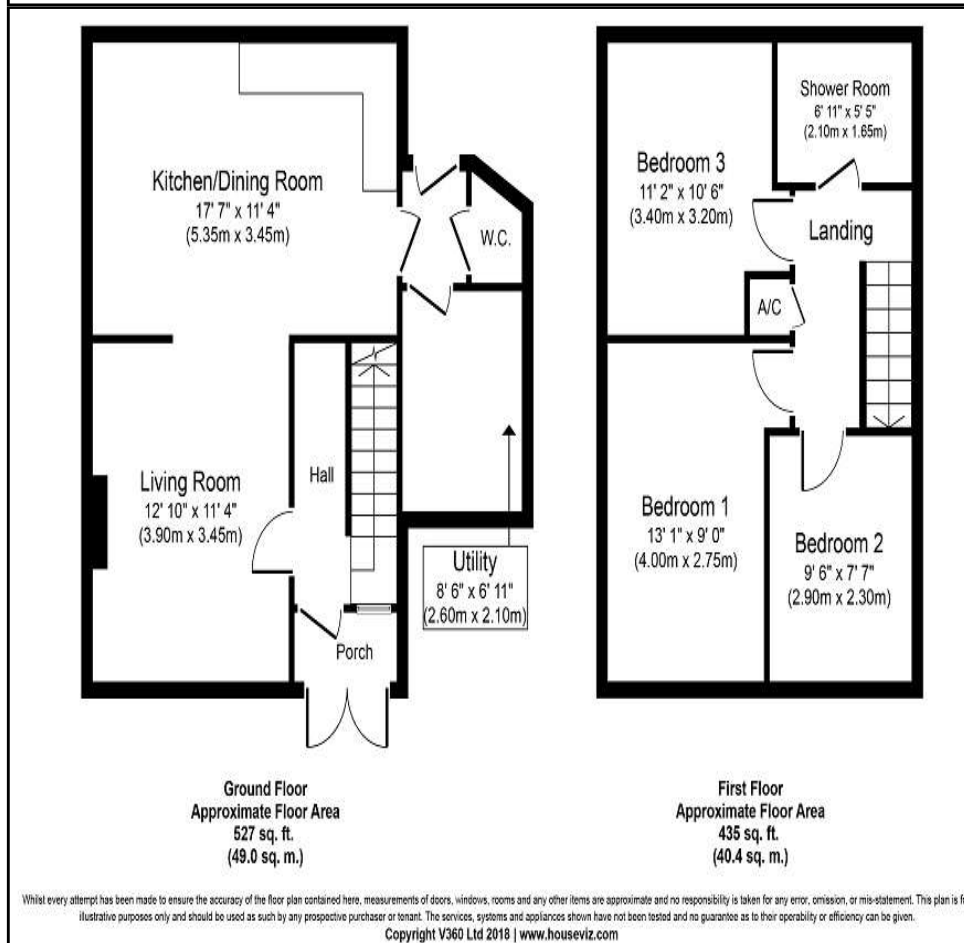 Kitchen/Dining Room
17' 7" x 11' 4"
(5.35m x 3.45m)
W.C.
Living Room
12' 10" x 11' 4"
(3.90m x 3.45m)
Hall
Porch
Utility
8' 6" x 6' 11"
(2.60m x 2.10m)
Shower Room
6' 11" x 5' 5"
(2.10m x 1.65m)
Bedroom 3
11' 2" x 10' 6"
(3.40m x 3.20m)
Landing
A/C
Bedroom 1
13' 1" x 9' 0"
(4.00m x 2.75m)
Bedroom 2
9' 6" x 7' 7"
(2.90m x 2.30m)
Ground Floor
Approximate Floor Area
527 sq. ft.
(49.0 sq. m.)
First Floor
Approximate Floor Area
435 sq. ft.
(40.4 sq. m.)
Whilst every attempt has been made to ensure the accuracy of the floor plan contained here, measurements of doors, windows, rooms and any other items are approximate and no responsibility is taken for any error, omission, or mis-statement. This plan is f
illustrative purposes only and should be used as such by any prospective purchaser or tenant. The services, systems and appliances shown have not been tested and no guarantee as to their operability or efficiency can be given.
Copyright V360 Ltd 2018 | www.houseviz.com